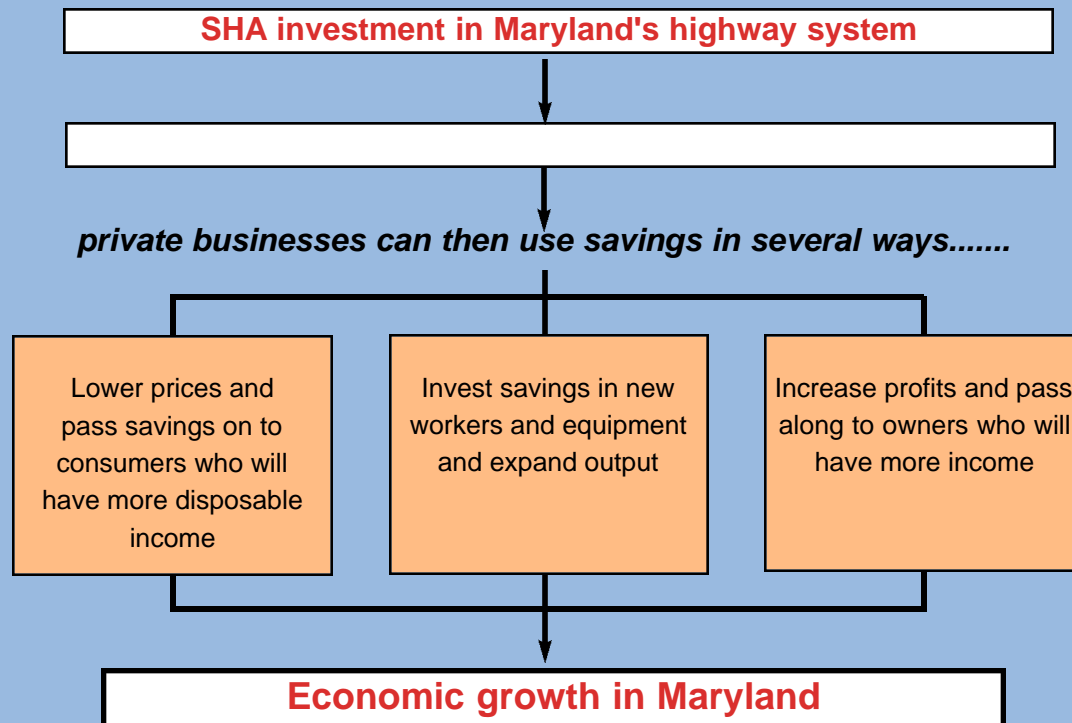 SHA investment in Maryland's highway system
private businesses can then use savings in several ways.......
Lower prices and
pass savings on to
consumers who will
have more disposable
income
Invest savings in new
workers and equipment
and expand output
Increase profits and pass
along to owners who will
have more income
Economic growth in Maryland